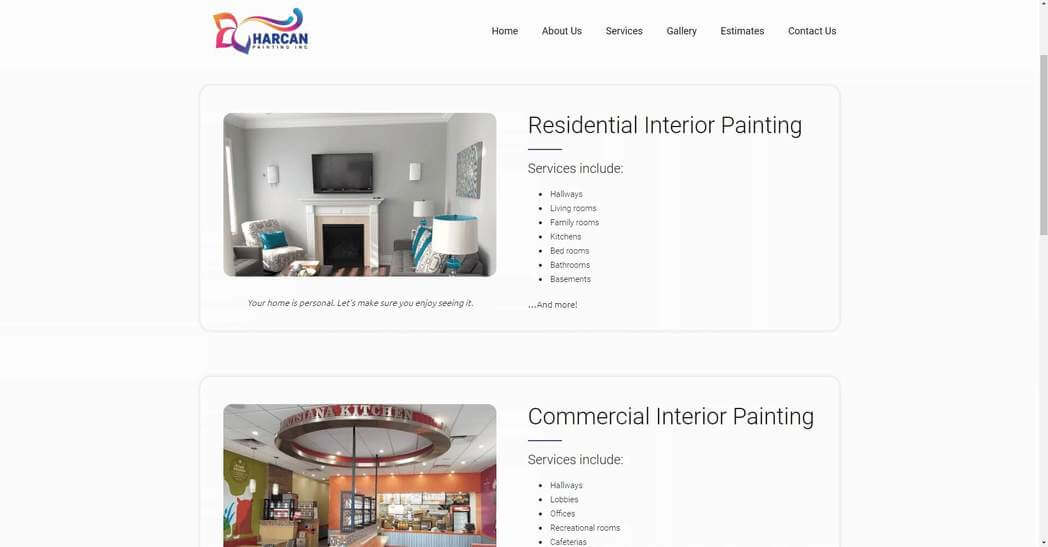 HARCAN
PAINTING INC
Home
About Us
Services
Gallery
Estimates
Contact Us
Residential Interior Painting
Services include:
Hallways
Living rooms
Family rooms
Kitchens
Bed rooms
Bathrooms
Basements
...And more!
Your home is personal. Let's make sure you enjoy seeing it.
KITCHEN
Commercial Interior Painting
Services include:
Hallways
Lobbies
Offices
Recreational rooms
Cafeterias